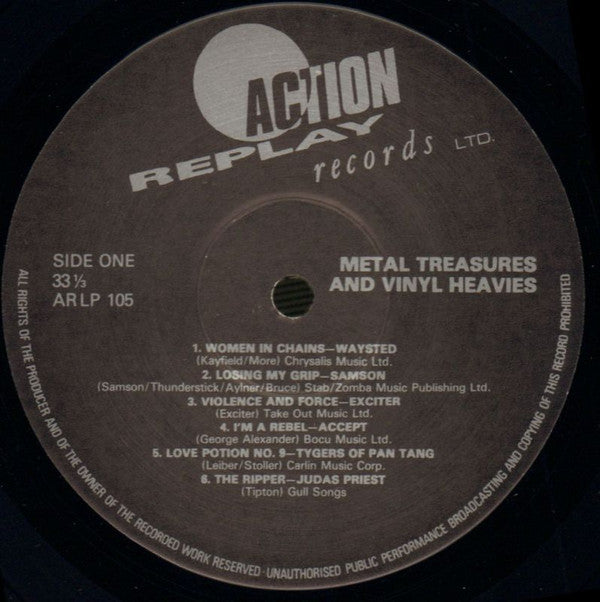 ACTION
REPLAY
records LTD.
SIDE ONE
33⅓
AR LP 105
METAL TREASURES
AND VINYL HEAVIES
1. WOMEN IN CHAINS—WAYSTED
(Kayfield/More) Chrysalis Music Ltd.
2. LOSING MY GRIP—SAMSON
(Samson/Thunderstick/Aylner/Bruce) Stab/Zomba Music Publishing Ltd.
3. VIOLENCE AND FORCE—EXCITER
(Exciter) Take Out Music Ltd.
4. I'M A REBEL—ACCEPT
(George Alexander) Bocu Music Ltd.
5. LOVE POTION NO. 9—TYGERS OF PAN TANG
(Leiber/Stoller) Carlin Music Corp.
6. THE RIPPER—JUDAS PRIEST
(Tipton) Gull Songs
ALL RIGHTS OF THE PRODUCER AND OF THE OWNER OF THE RECORDED WORK RESERVED · UNAUTHORISED PUBLIC PERFORMANCE BROADCASTING AND COPYING OF THIS RECORD PROHIBITED